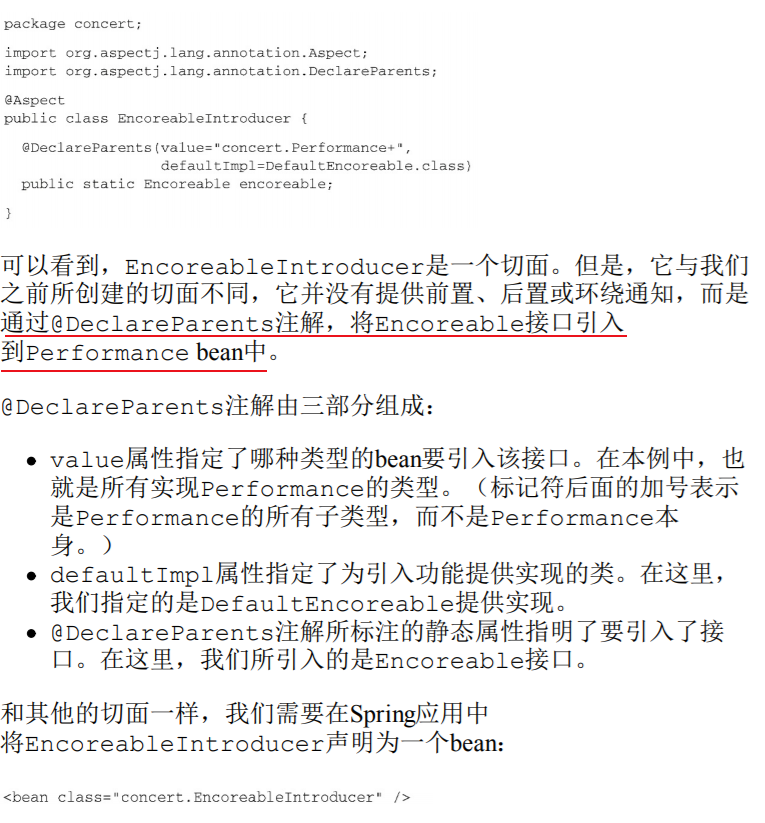 package concert;
import org.aspectj.lang.annotation.Aspect;
import org.aspectj.lang.annotation.DeclareParents;
@Aspect
public class EncoreableIntroducer {
@DeclareParents(value="concert.Performance+",
defaultImpl=DefaultEncoreable.class)
public static Encoreable encoreable;
}
可以看到，EncoreableIntroducer是一个切面。但是，它与我们
之前所创建的切面不同，它并没有提供前置、后置或环绕通知，而是
通过@DeclareParents注解，将Encoreable接口引入
到Performance bean中。
@DeclareParents注解由三部分组成：
• value属性指定了哪种类型的bean要引入该接口。在本例中，也
就是所有实现Performance的类型。（标记符后面的加号表示
是Performance的所有子类型，而不是Performance本
身。）
• defaultImpl属性指定了为引入功能提供实现的类。在这里，
我们指定的是DefaultEncoreable提供实现。
• @DeclareParents注解所标注的静态属性指明了要引入了接
口。在这里，我们所引入的是Encoreable接口。
和其他的切面一样，我们需要在Spring应用中
将EncoreableIntroducer声明为一个bean：
<bean class="concert.EncoreableIntroducer" />